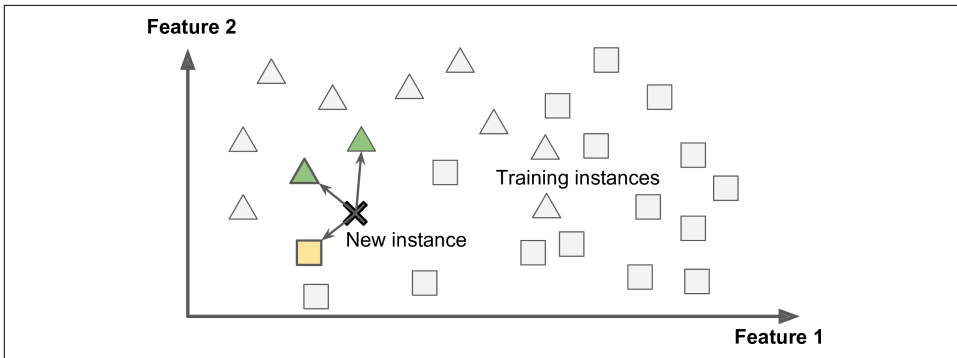 Feature 2
Training instances
New instance
Feature 1